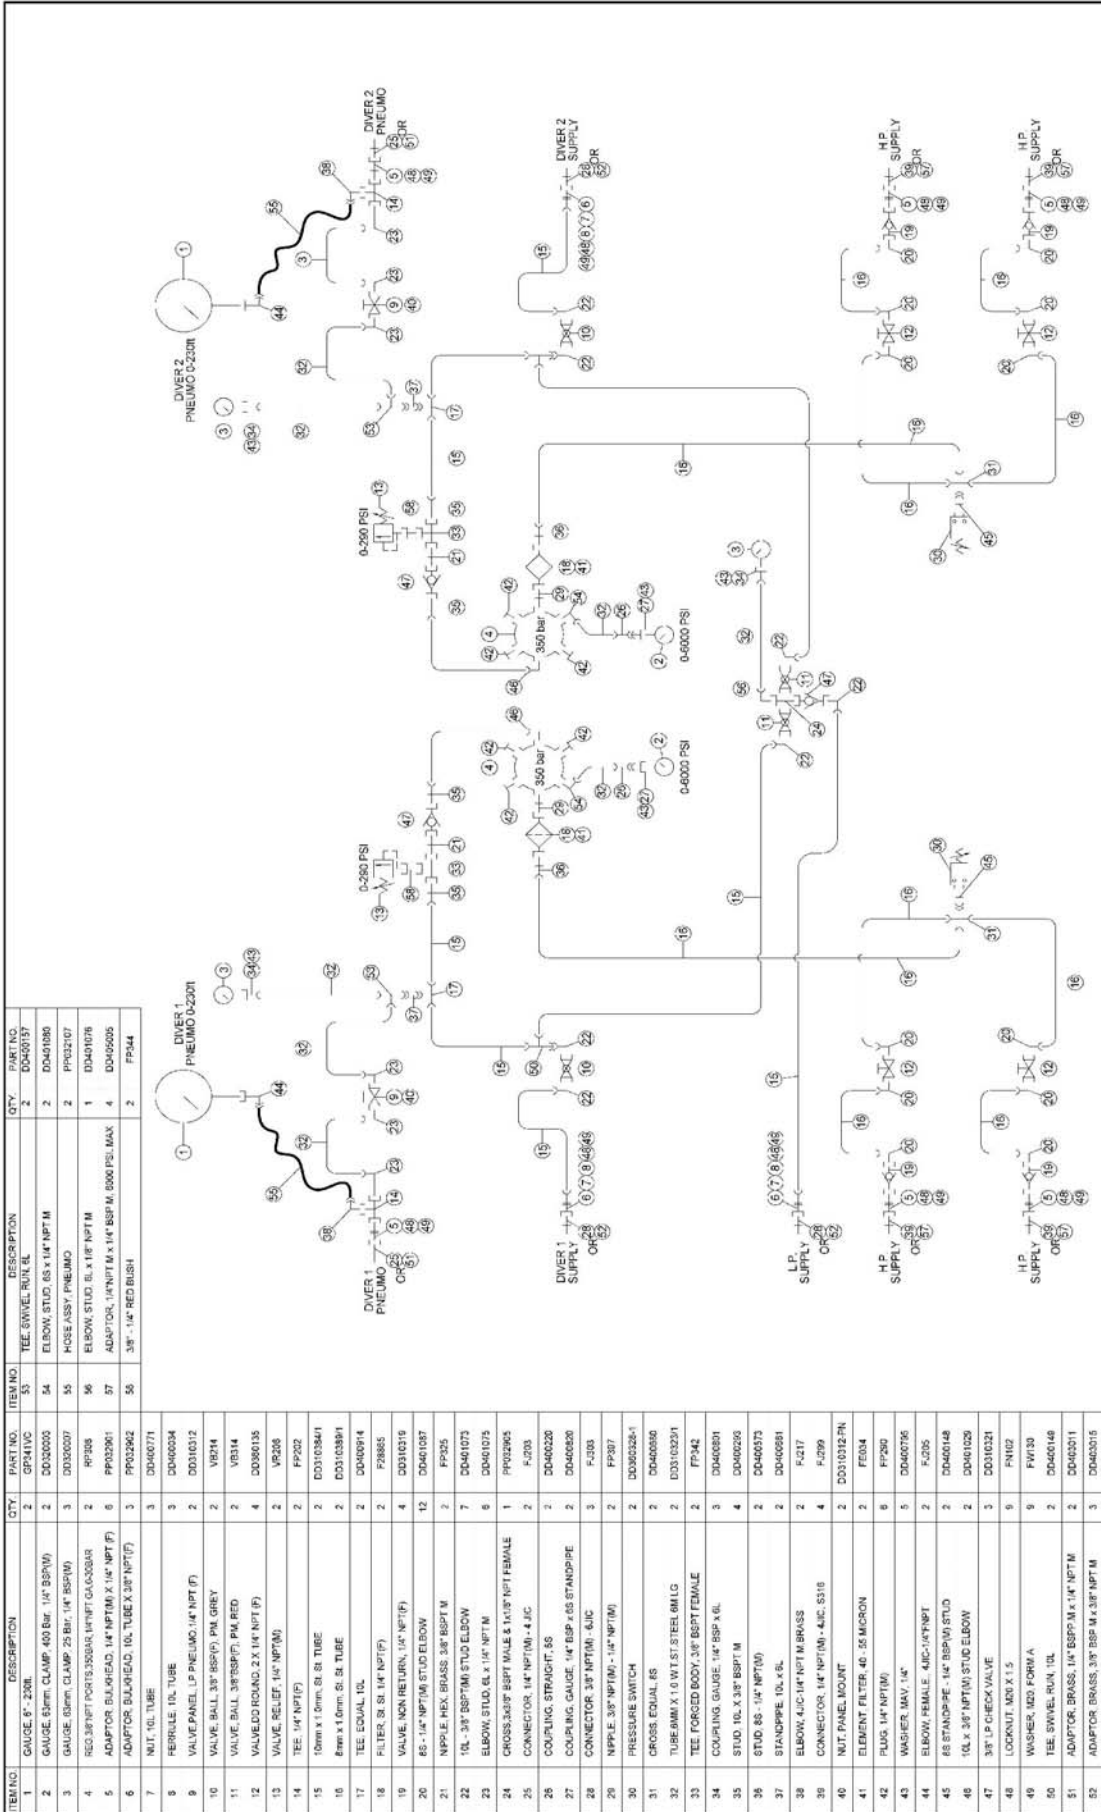 ITEM NO. DESCRIPTION QTY. PART NO.
1 GAUGE, 6" - 230ft. 2 GP341VC
2 GAUGE, 63mm, CLAMP, 400 Bar, 1/4" BSP(M) 2 DD320003
3 GAUGE, 63mm, CLAMP, 25 Bar, 1/4" BSP(M) 3 DD320007
4 REG 3/8"NPT PORTS 350BAR,1/4"NPT GA,0-30BAR 2 RP308
5 ADAPTOR, BULKHEAD, 1/4" NPT(M) X 1/4" NPT (F) 6 PP032901
6 ADAPTOR, BULKHEAD, 10L TUBE X 3/8" NPT(F) 3 PP032902
7 NUT, 10L TUBE 3 DD400771
8 FERRULE, 10L TUBE 3 DD400034
9 VALVE,PANEL, LP PNEUMO,1/4" NPT (F) 2 DD310312
10 VALVE, BALL, 3/8" BSP(F), PM, GREY 2 VB214
11 VALVE, BALL, 3/8"BSP(F), PM, RED 2 VB314
12 VALVE,DD ROUND, 2 X 1/4" NPT (F) 4 DD360135
13 VALVE, RELIEF, 1/4" NPT(M) 2 VR206
14 TEE, 1/4" NPT(F) 2 FP202
15 10mm x 1.0mm, St. St TUBE 2 DD310384/1
16 8mm x 1.0mm, St. St. TUBE 2 DD310389/1
17 TEE EQUAL, 10L 2 DD400914
18 FILTER, St. St. 1/4" NPT(F) 2 F28865
19 VALVE, NON RETURN, 1/4" NPT(F) 4 DD310319
20 8S - 1/4" NPT(M) STUD ELBOW 12 DD401087
21 NIPPLE, HEX, BRASS, 3/8" BSPT M 2 FP325
22 10L - 3/8" BSPT(M) STUD ELBOW 7 DD401073
23 ELBOW, STUD, 6L x 1/4" NPT M 6 DD401075
24 CROSS,3x3/8" BSPT MALE & 1x1/8" NPT FEMALE 1 PP032905
25 CONNECTOR, 1/4" NPT(M) - 4 JIC 2 FJ203
26 COUPLING, STRAIGHT, 6S 2 DD400220
27 COUPLING, GAUGE, 1/4" BSP x 6S STANDPIPE 2 DD400820
28 CONNECTOR, 3/8" NPT(M) - 6JIC 3 FJ303
29 NIPPLE, 3/8" NPT(M) - 1/4" NPT(M) 2 FP307
30 PRESSURE SWITCH 2 DD360328-1
31 CROSS, EQUAL, 8S 2 DD400560
32 TUBE,6MM X 1.0 W.T.ST.STEEL,6M LG 2 DD310323/1
33 TEE, FORGED BODY, 3/8" BSPT FEMALE 2 FP342
34 COUPLING, GAUGE, 1/4" BSP x 6L 3 DD400801
35 STUD, 10L X 3/8" BSPT M 4 DD400293
36 STUD, 8S - 1/4" NPT(M) 2 DD400573
37 STANDPIPE, 10L x 6L 2 DD400661
38 ELBOW, 4JIC-1/4" NPT M BRASS 2 FJ217
39 CONNECTOR, 1/4" NPT(M) - 4JIC, S316 4 FJ299
40 NUT, PANEL MOUNT 2 DD310312-PN
41 ELEMENT, FILTER, 40 - 55 MICRON 2 FE034
42 PLUG, 1/4" NPT(M) 6 FP290
43 WASHER, MAV, 1/4" 5 DD400795
44 ELBOW, FEMALE, 4JIC-1/4"FNPT 2 FJ205
45 8S STANDPIPE - 1/4" BSP(M) STUD 2 DD400148
46 10L x 3/8" NPT(M) STUD ELBOW 2 DD401029
47 3/8" LP CHECK VALVE 3 DD310321
48 LOCKNUT, M20 X 1.5 9 FN102
49 WASHER, M20, FORM A 9 FW130
50 TEE, SWIVEL RUN, 10L 2 DD400149
51 ADAPTOR, BRASS, 1/4" BSPP M x 1/4" NPT M 2 DD403011
52 ADAPTOR, BRASS, 3/8" BSP M x 3/8" NPT M 3 DD403015
ITEM NO. DESCRIPTION QTY. PART NO.
53 TEE, SWIVEL RUN, 6L 2 DD400157
54 ELBOW, STUD, 6S x 1/4" NPT M 2 DD401080
55 HOSE ASSY, PNEUMO 2 PP032107
56 ELBOW, STUD, 6L x 1/8" NPT M 1 DD401076
57 ADAPTOR, 1/4"NPT M x 1/4" BSP M, 6000 PSI, MAX 4 DD405005
58 3/8" - 1/4" RED BUSH 2 FP344
DIVER 1
PNEUMO 0-230ft
DIVER 2
PNEUMO 0-230ft
DIVER 1
PNEUMO
OR
DIVER 2
PNEUMO
OR
0-290 PSI
0-290 PSI
350 bar
350 bar
0-6000 PSI
0-6000 PSI
DIVER 1
SUPPLY
OR
DIVER 2
SUPPLY
OR
L.P.
SUPPLY
OR
H.P.
SUPPLY
OR
H.P.
SUPPLY
OR
H.P.
SUPPLY
OR
H.P.
SUPPLY
OR